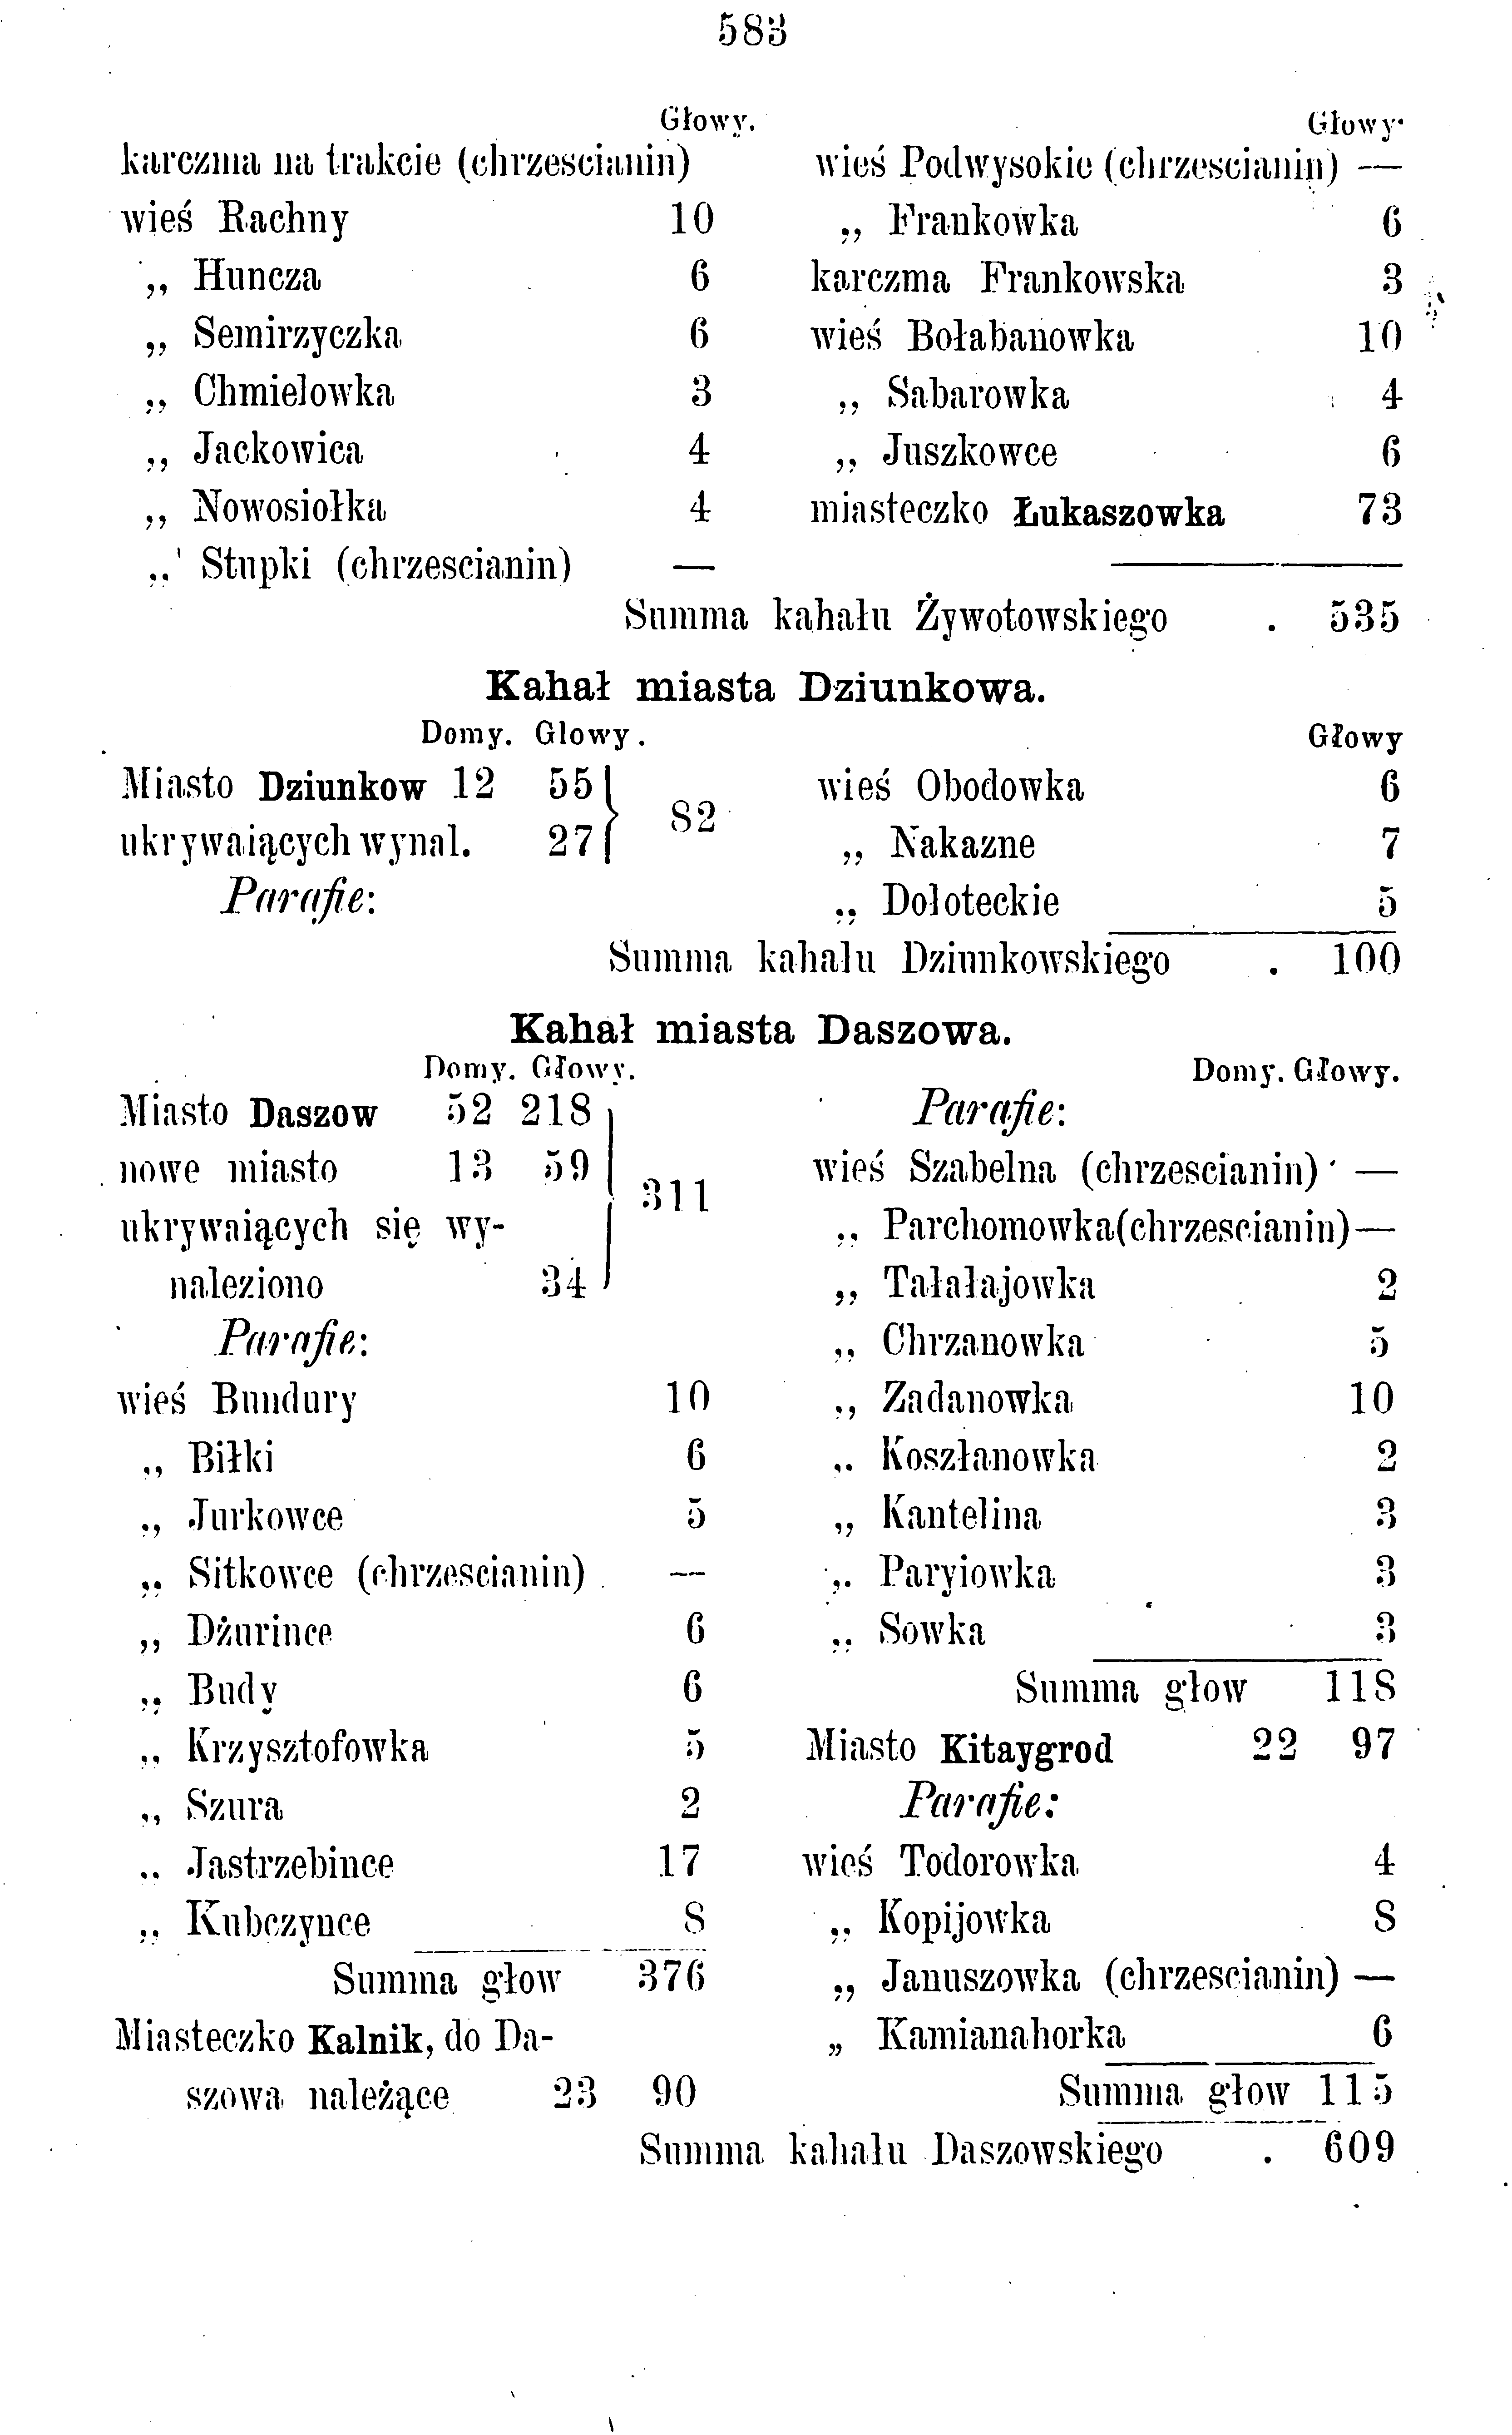 583
Głowy.
karczma na trakcie (chrzescianin)
wieś Rachny 10
,, Huncza 6
,, Semirzyczka 6
,, Chmielowka 3
,, Jackowica 4
,, Nowosiołka 4
,, Stupki (chrzescianin) —
Głowy.
wieś Podwysokie (chrzescianin) —
,, Frankowka 6
karczma Frankowska 3
wieś Bołabanowka 10
,, Sabarowka 4
,, Juszkowce 6
miasteczko Łukaszowka 73
Summa kahału Żywotowskiego . 535
Kahał miasta Dziunkowa.
Domy. Glowy.
Miasto Dziunkow 12 55
ukrywaiących wynal. 27
82
Parafie:
Głowy
wieś Obodowka 6
,, Nakazne 7
,, Doloteckie 5
Summa kahalu Dziunkowskiego . 100
Kahał miasta Daszowa.
Domy. Głowy.
Miasto Daszow 52 218
nowe miasto 13 59
311
ukrywaiących się wy-
naleziono 34
Parafie:
wieś Bundury 10
,, Biłki 6
,, Jurkowce 5
,, Sitkowce (chrzescianin) —
,, Dżurince 6
,, Budy 6
,, Krzysztofowka 5
,, Szura 2
,, Jastrzebince 17
,, Kubczynce 8
Summa głow 376
Miasteczko Kalnik, do Da-
szowa należące 23 90
Domy. Głowy.
Parafie:
wieś Szabelna (chrzescianin) —
,, Parchomowka (chrzescianin) —
,, Tałałajowka 2
,, Chrzanowka 5
,, Zadanowka 10
,, Koszłanowka 2
,, Kantelina 3
,, Paryiowka 3
,, Sowka 3
Summa głow 118
Miasto Kitaygrod 22 97
Parafie:
wieś Todorowka 4
,, Kopijowka 8
,, Januszowka (chrzescianin) —
„ Kamianahorka 6
Summa głow 115
Summa kahalu Daszowskiego . 609